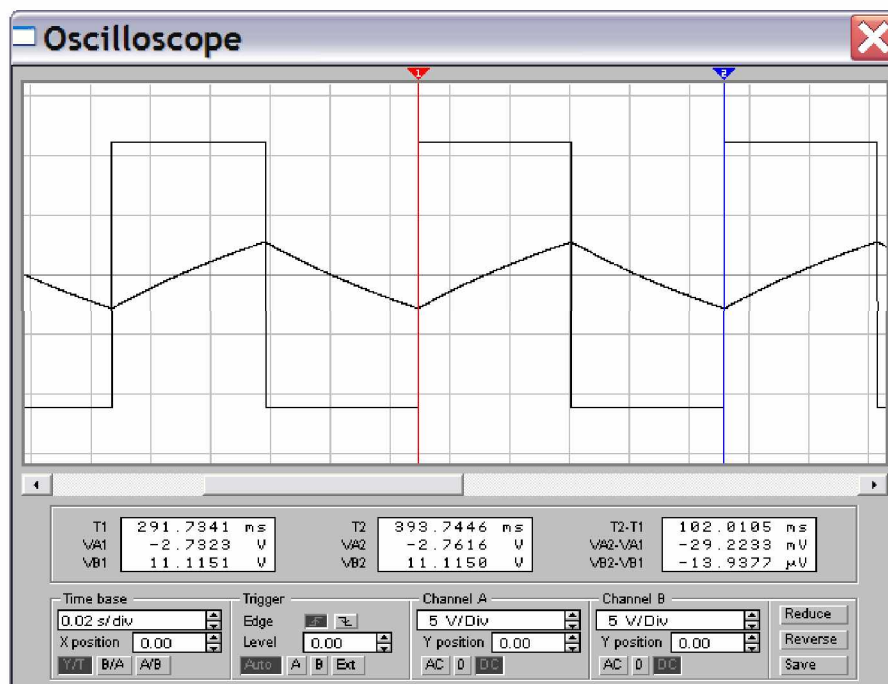 Oscilloscope
1 2
T1 291.7341 ms T2 393.7446 ms T2-T1 102.0105 ms
VA1 -2.7323 V VA2 -2.7616 V VA2-VA1 -29.2233 mV
VB1 11.1151 V VB2 11.1150 V VB2-VB1 -13.9377 µV
Time base Trigger Channel A Channel B
0.02 s/div Edge 5 V/Div 5 V/Div Reduce
X position 0.00 Level 0.00 Y position 0.00 Y position 0.00 Reverse
Y/T B/A A/B Auto A B Ext AC 0 DC AC 0 DC Save